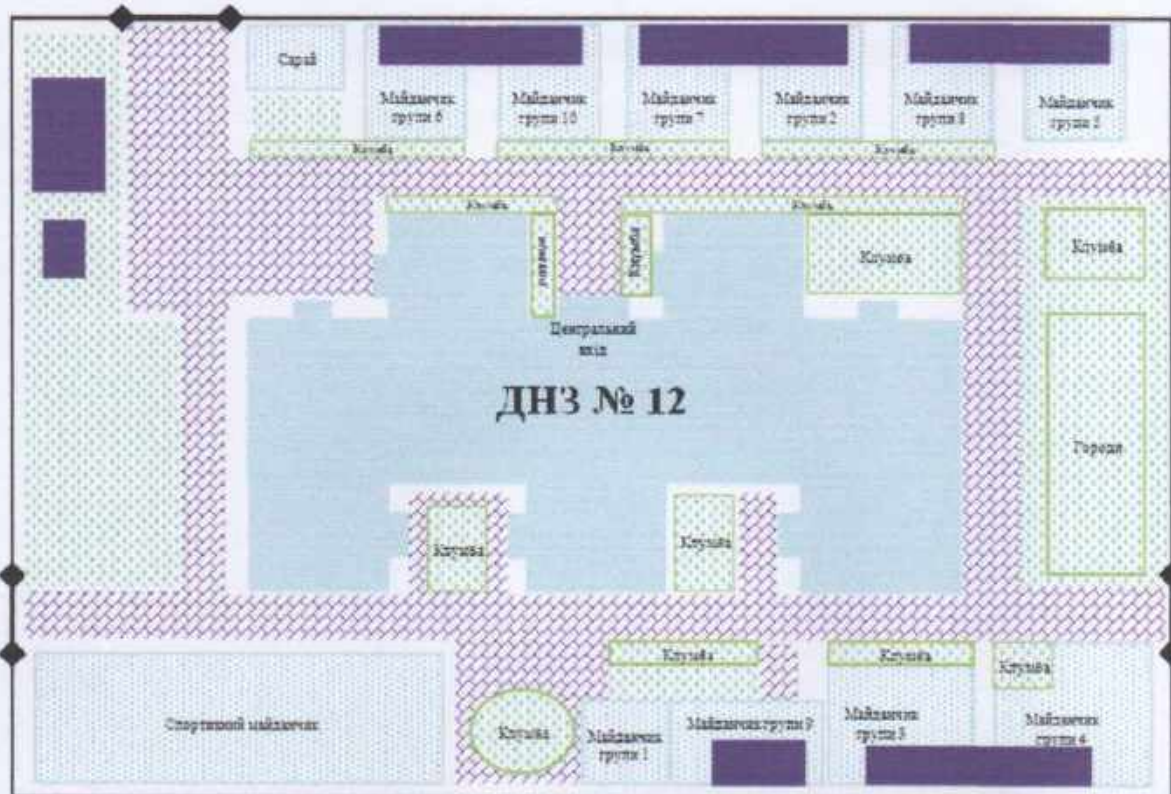 Сарай
Майданчик
групи 6
Майданчик
групи 10
Майданчик
групи 7
Майданчик
групи 2
Майданчик
групи 8
Майданчик
групи 5
Клумба
Клумба
Клумба
Клумба
Клумба
Клумба
Клумба
Клумба
Клумба
Центральний
вхід
ДНЗ № 12
Городи
Клумба
Клумба
Клумба
Клумба
Клумба
Спортивний майданчик
Клумба
Майданчик
групи 1
Майданчик групи 9
Майданчик
групи 3
Майданчик
групи 4